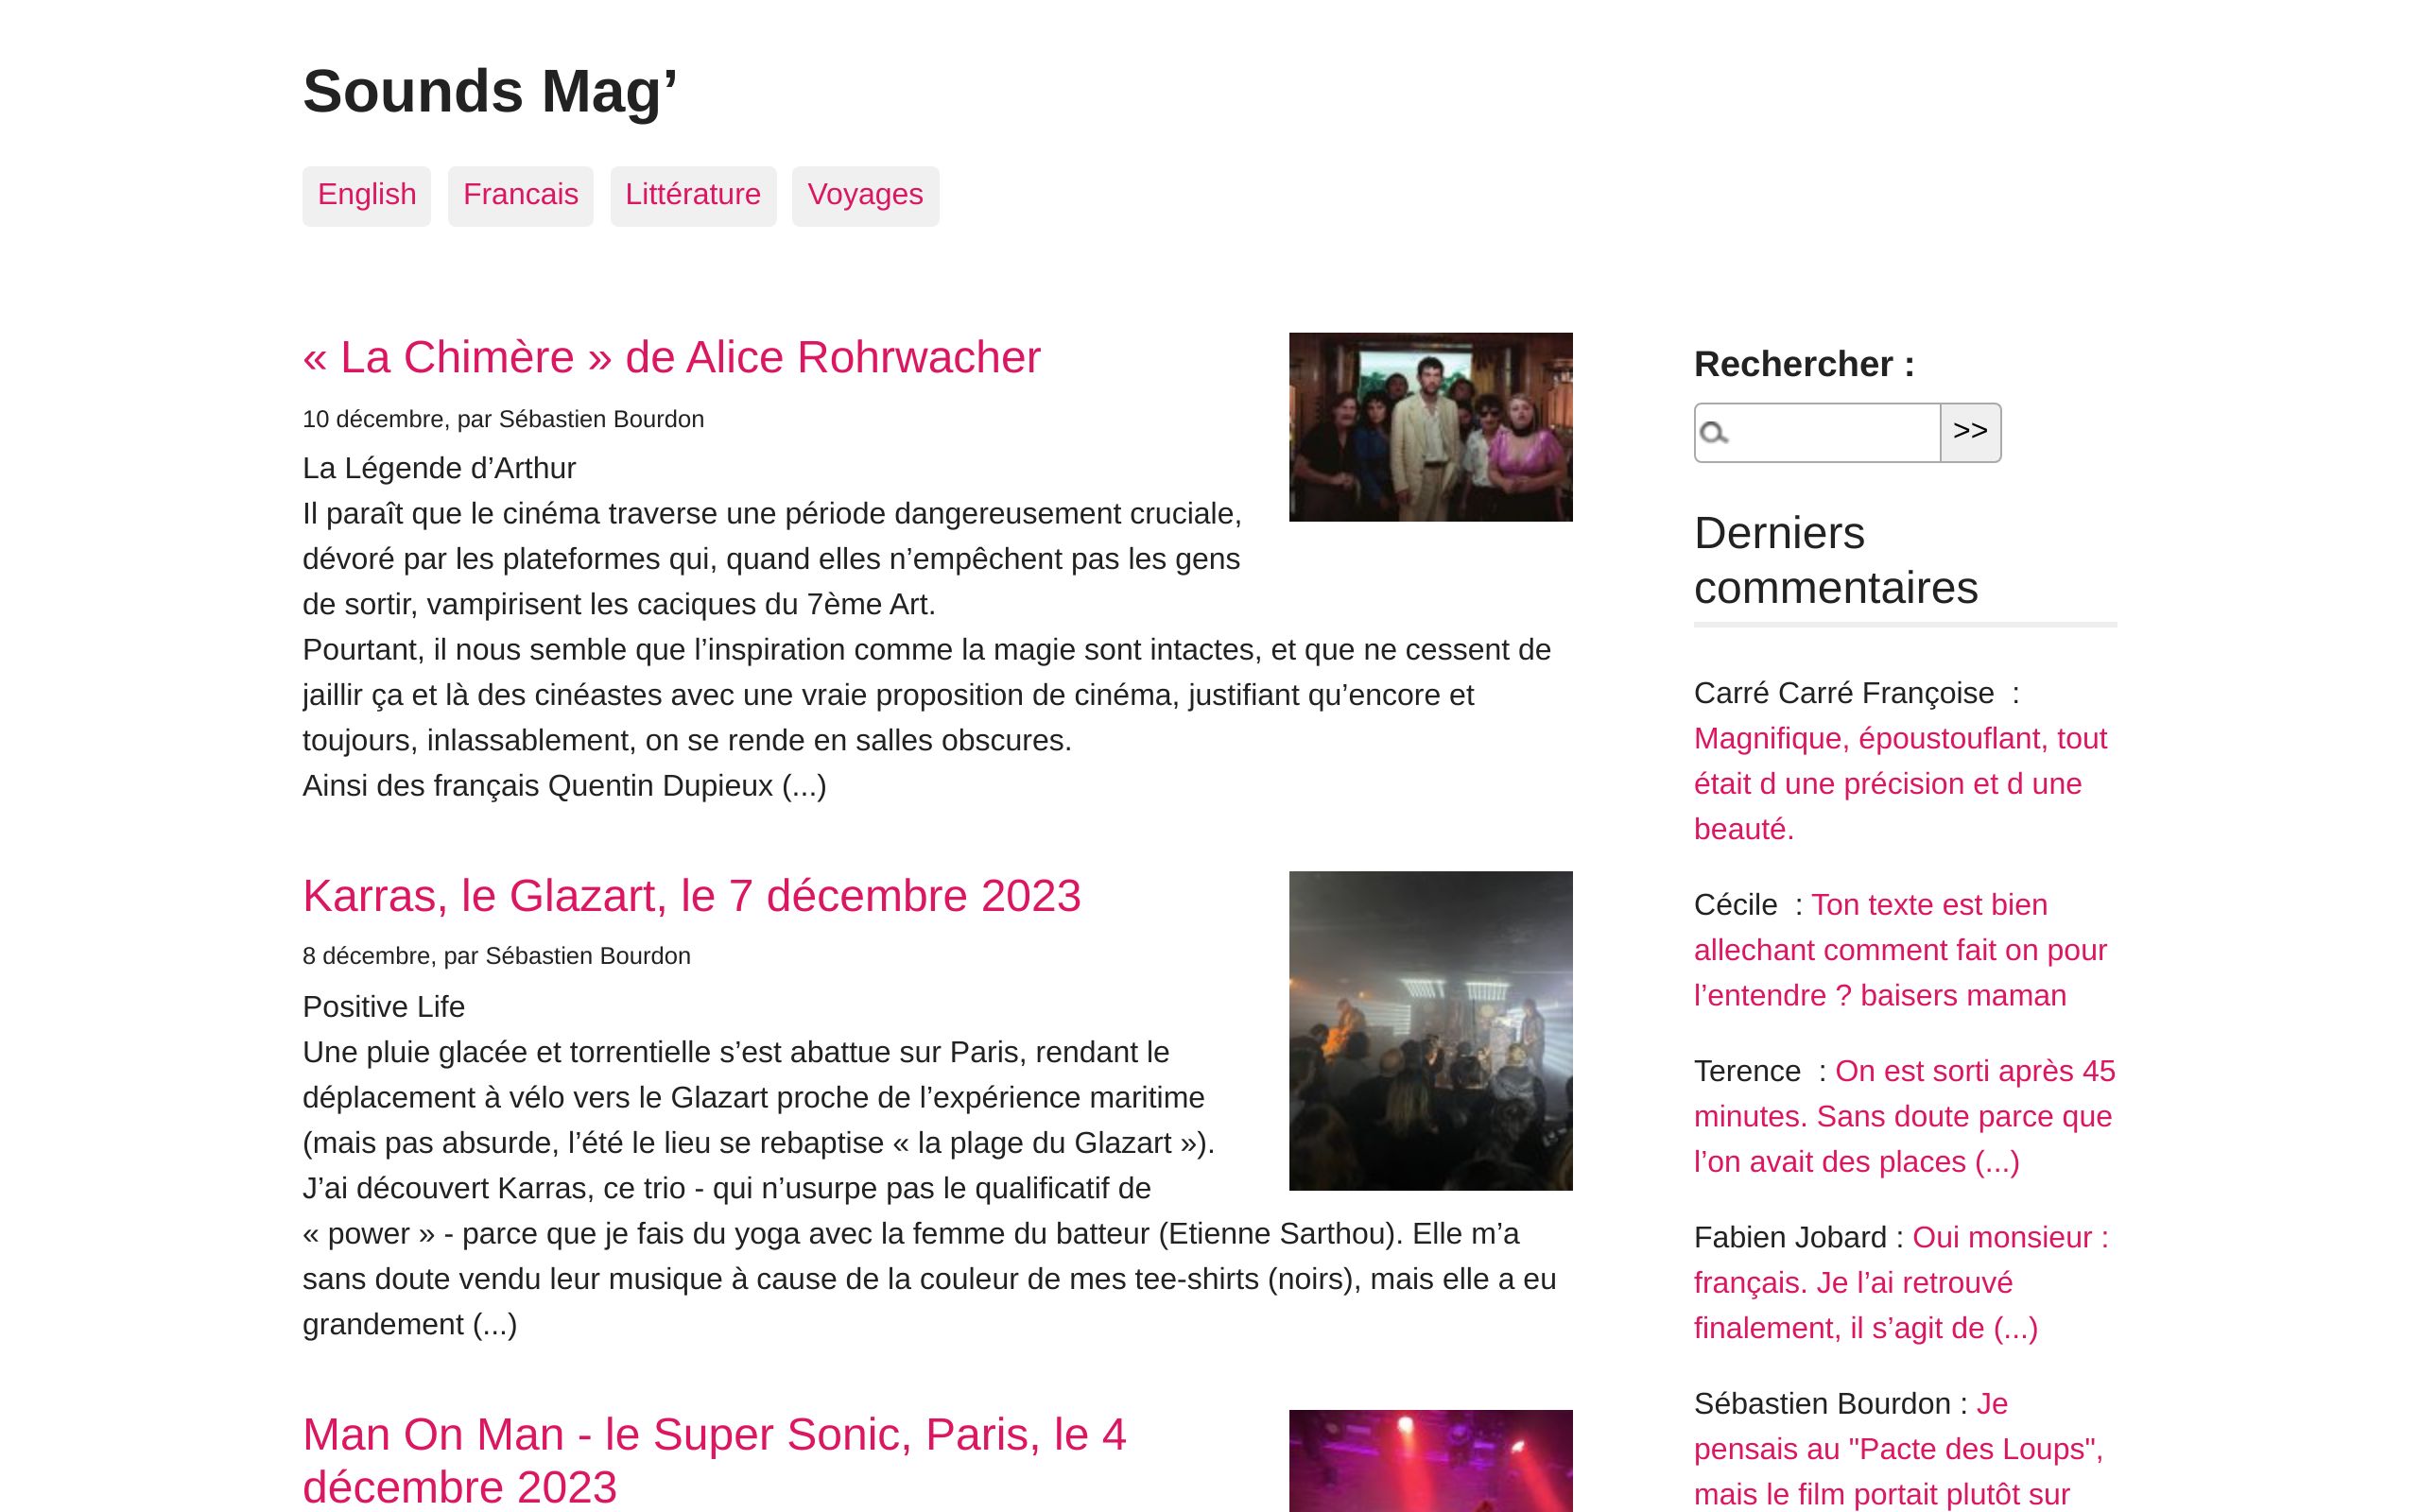 Sounds Mag’
English
Francais
Littérature
Voyages
« La Chimère » de Alice Rohrwacher
10 décembre, par Sébastien Bourdon
La Légende d’Arthur
Il paraît que le cinéma traverse une période dangereusement cruciale,
dévoré par les plateformes qui, quand elles n’empêchent pas les gens
de sortir, vampirisent les caciques du 7ème Art.
Pourtant, il nous semble que l’inspiration comme la magie sont intactes, et que ne cessent de
jaillir ça et là des cinéastes avec une vraie proposition de cinéma, justifiant qu’encore et
toujours, inlassablement, on se rende en salles obscures.
Ainsi des français Quentin Dupieux (...)
Karras, le Glazart, le 7 décembre 2023
8 décembre, par Sébastien Bourdon
Positive Life
Une pluie glacée et torrentielle s’est abattue sur Paris, rendant le
déplacement à vélo vers le Glazart proche de l’expérience maritime
(mais pas absurde, l’été le lieu se rebaptise « la plage du Glazart »).
J’ai découvert Karras, ce trio - qui n’usurpe pas le qualificatif de
« power » - parce que je fais du yoga avec la femme du batteur (Etienne Sarthou). Elle m’a
sans doute vendu leur musique à cause de la couleur de mes tee-shirts (noirs), mais elle a eu
grandement (...)
Man On Man - le Super Sonic, Paris, le 4
décembre 2023
Rechercher :
>>
Derniers
commentaires
Carré Carré Françoise  :
Magnifique, époustouflant, tout
était d une précision et d une
beauté.
Cécile  : Ton texte est bien
allechant comment fait on pour
l’entendre ? baisers maman
Terence  : On est sorti après 45
minutes. Sans doute parce que
l’on avait des places (...)
Fabien Jobard : Oui monsieur :
français. Je l’ai retrouvé
finalement, il s’agit de (...)
Sébastien Bourdon : Je
pensais au "Pacte des Loups",
mais le film portait plutôt sur